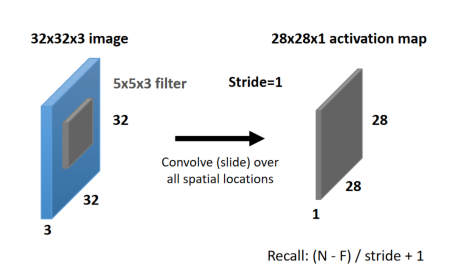 32x32x3 image
28x28x1 activation map
5x5x3 filter
Stride=1
32
28
Convolve (slide) over
all spatial locations
32
28
3
1
Recall: (N - F) / stride + 1